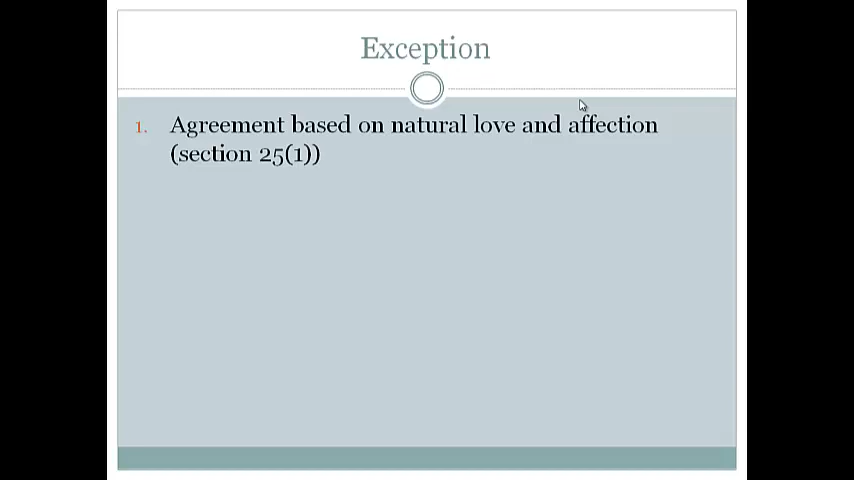 Exception
1. Agreement based on natural love and affection
(section 25(1))